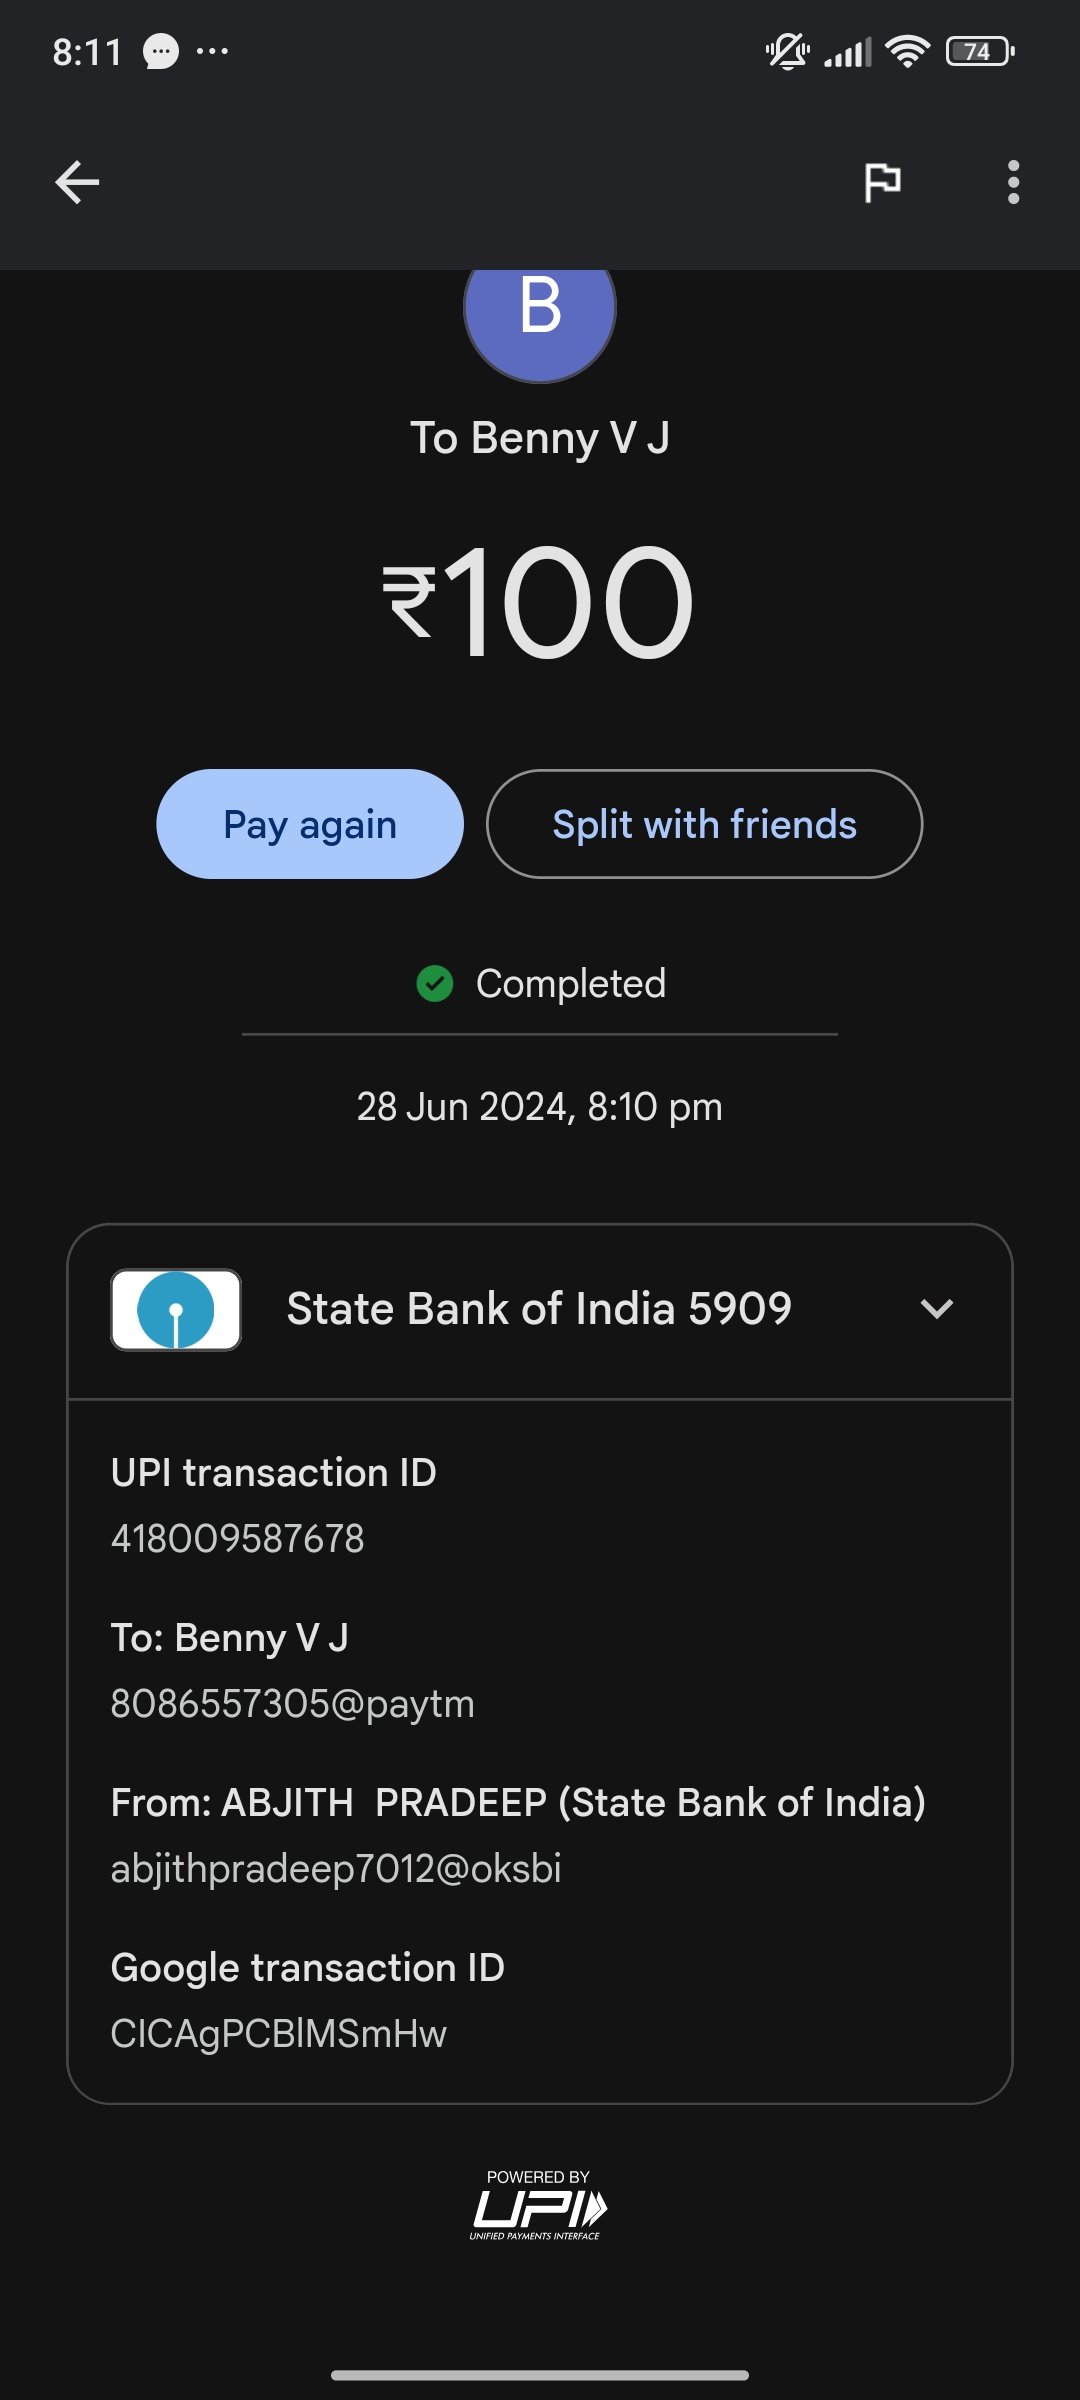 8:11
74
B
To Benny V J
₹100
Pay again
Split with friends
Completed
28 Jun 2024, 8:10 pm
State Bank of India 5909
UPI transaction ID
418009587678
To: Benny V J
8086557305@paytm
From: ABJITH  PRADEEP (State Bank of India)
abjithpradeep7012@oksbi
Google transaction ID
CICAgPCBlMSmHw
POWERED BY
UPI
UNIFIED PAYMENTS INTERFACE